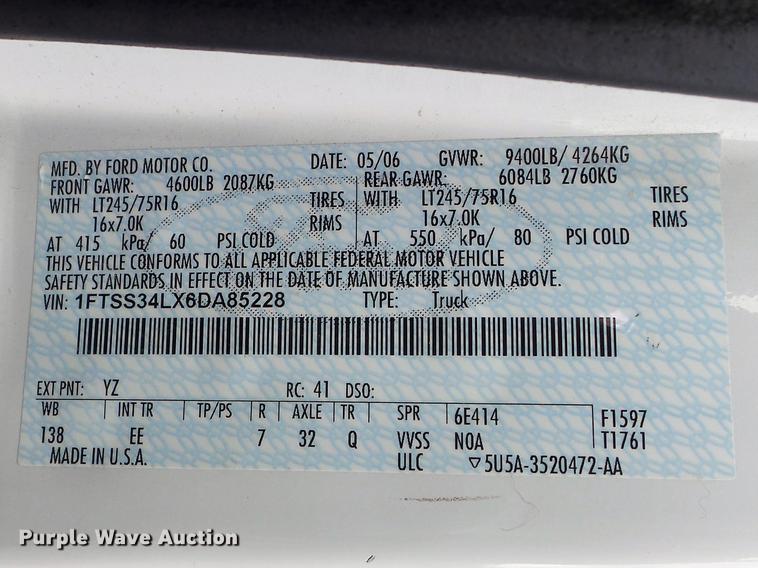 MFD. BY FORD MOTOR CO. DATE: 05/06 GVWR: 9400LB/ 4264KG
FRONT GAWR: 4600LB 2087KG REAR GAWR: 6084LB 2760KG
WITH LT245/75R16 TIRES WITH LT245/75R16 TIRES
16x7.0K RIMS 16x7.0K RIMS
AT 415 kPa/ 60 PSI COLD AT 550 kPa/ 80 PSI COLD
THIS VEHICLE CONFORMS TO ALL APPLICABLE FEDERAL MOTOR VEHICLE
SAFETY STANDARDS IN EFFECT ON THE DATE OF MANUFACTURE SHOWN ABOVE.
VIN: 1FTSS34LX6DA85228 TYPE: Truck
EXT PNT: YZ RC: 41 DSO:
WB INT TR TP/PS R AXLE TR SPR 6E414 F1597
138 EE 7 32 Q VVSS NOA T1761
MADE IN U.S.A. ULC ▽5U5A-3520472-AA
Purple Wave Auction